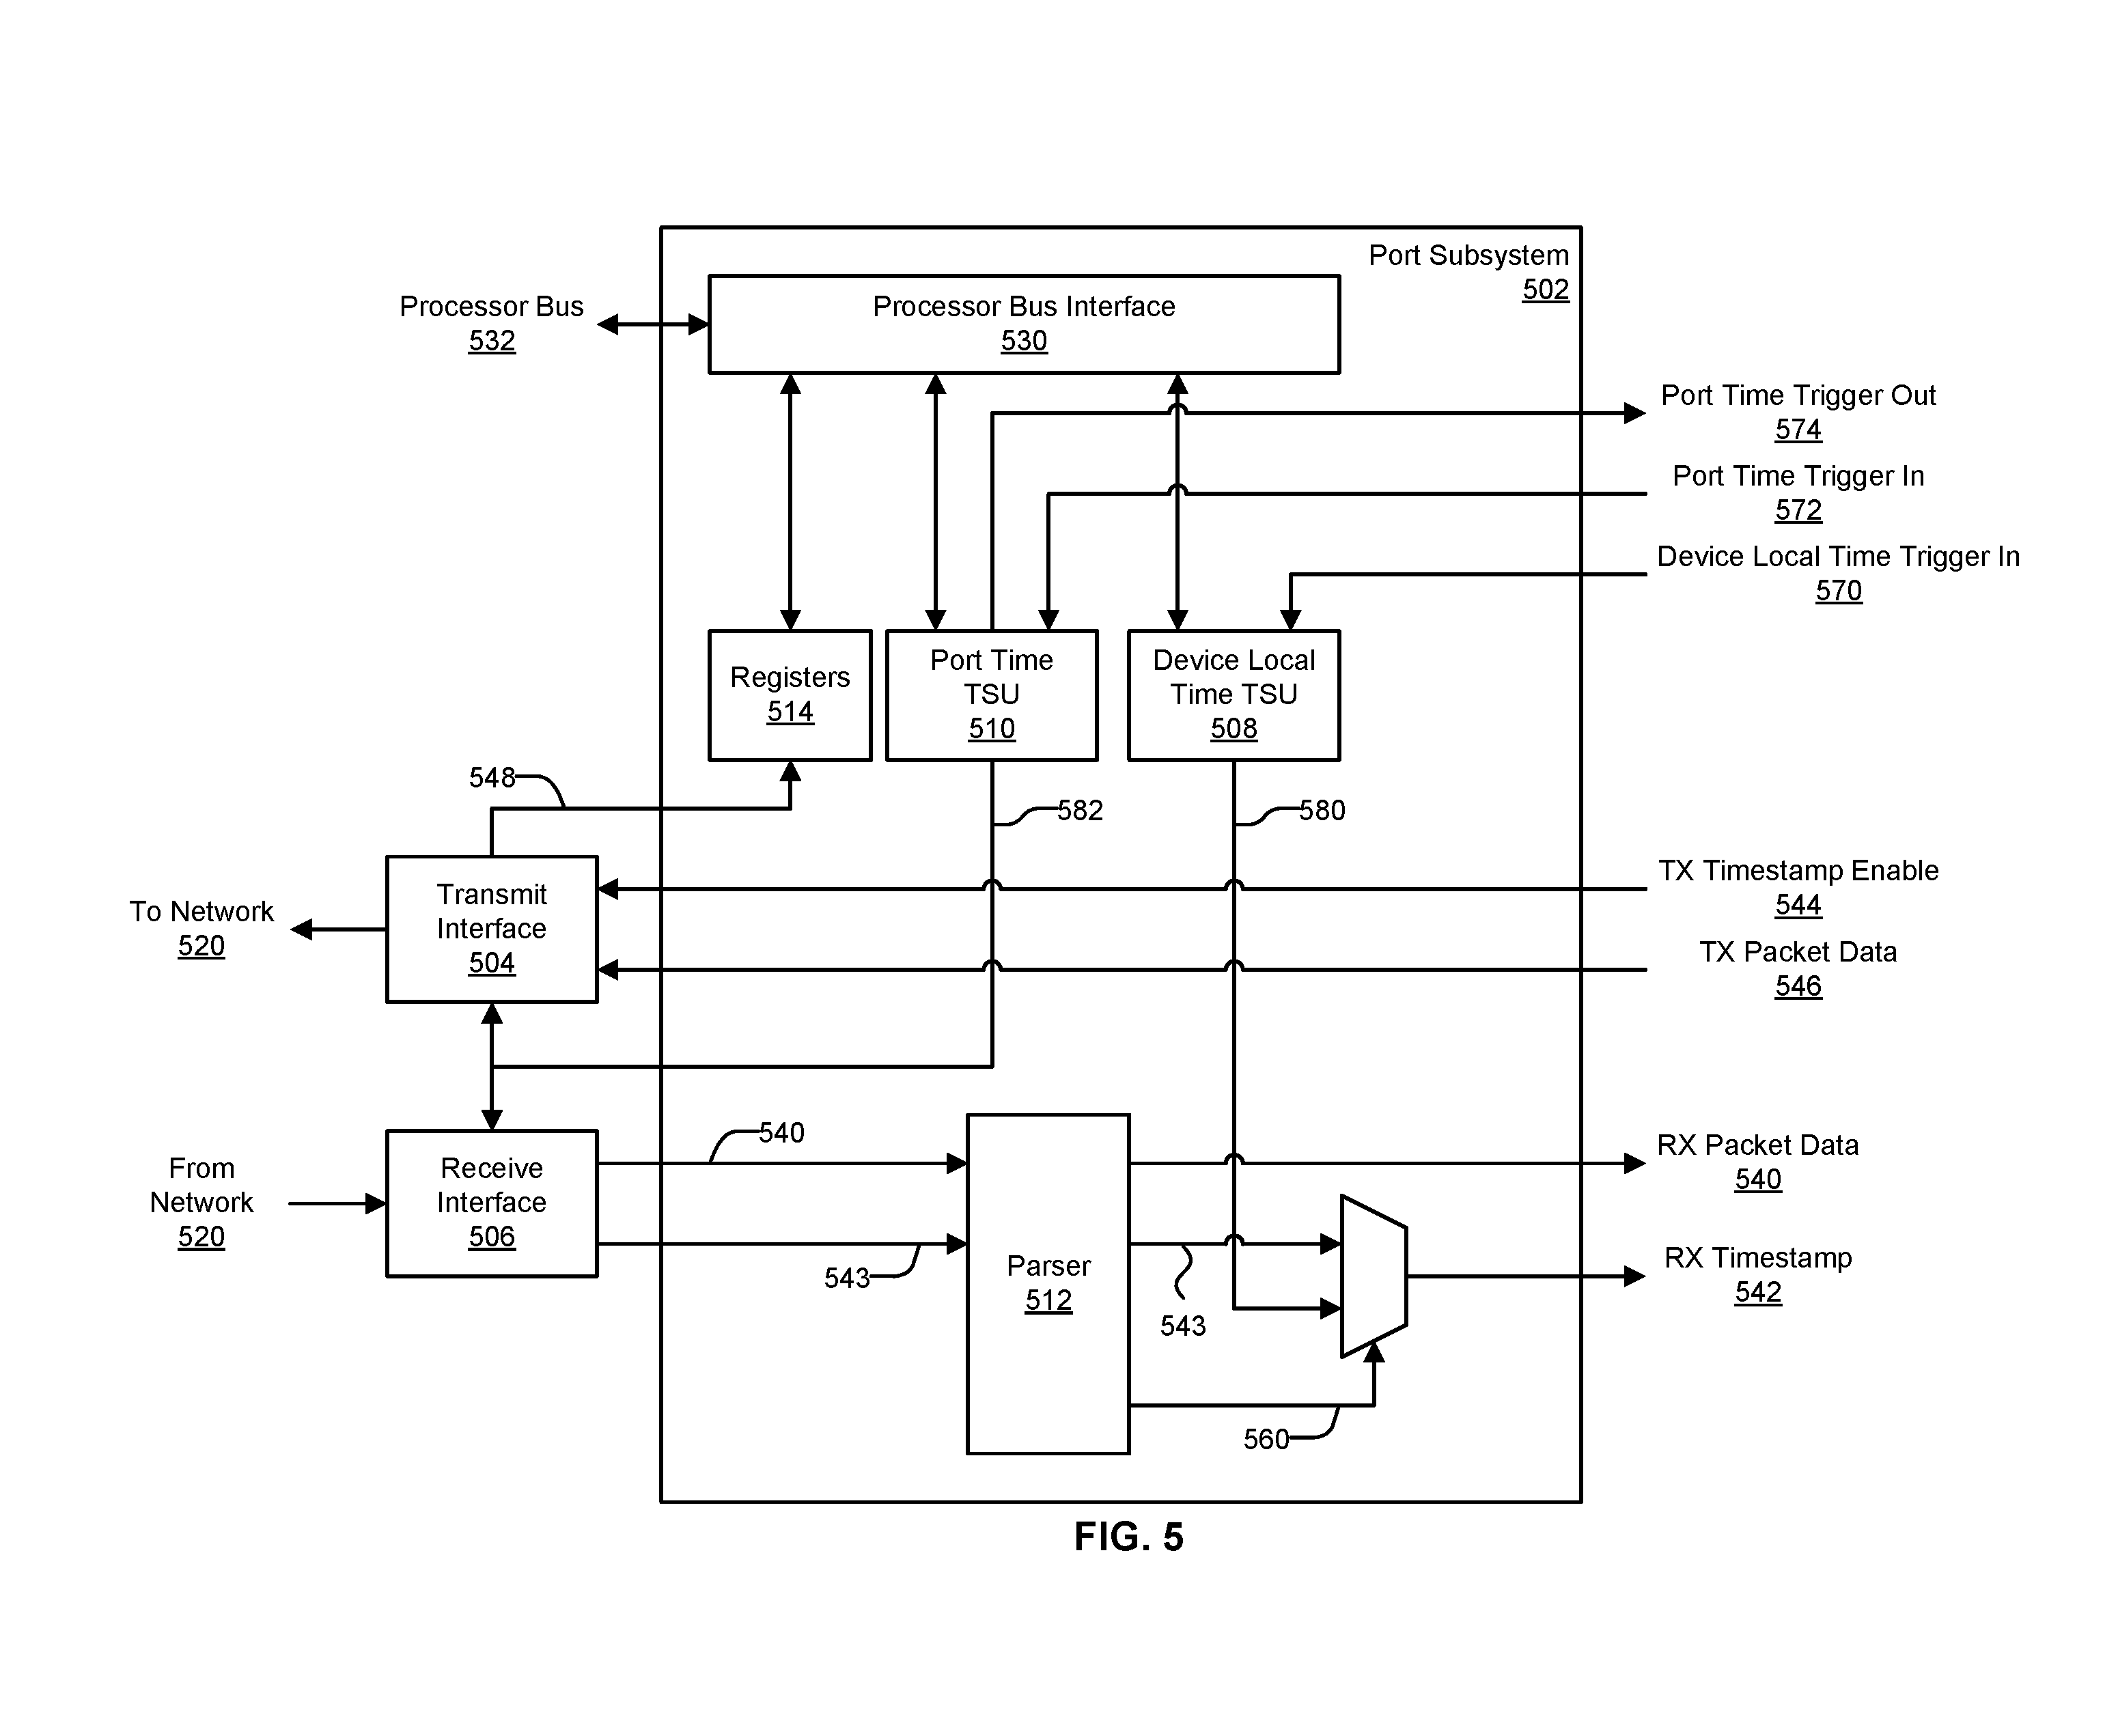 Port Subsystem
502
Processor Bus
532
Processor Bus Interface
530
Port Time Trigger Out
574
Port Time Trigger In
572
Device Local Time Trigger In
570
Registers
514
Port Time
TSU
510
Device Local
Time TSU
508
548
582
580
To Network
520
Transmit
Interface
504
TX Timestamp Enable
544
TX Packet Data
546
From
Network
520
Receive
Interface
506
540
543
Parser
512
543
560
RX Packet Data
540
RX Timestamp
542
FIG. 5